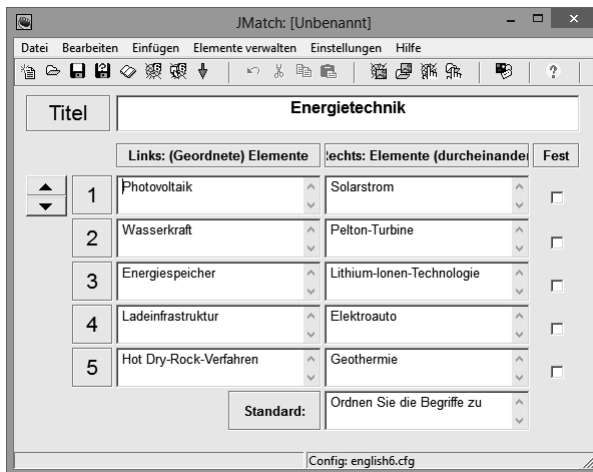 JMatch: [Unbenannt]
Datei Bearbeiten Einfügen Elemente verwalten Einstellungen Hilfe
Titel Energietechnik
Links: (Geordnete) Elemente Rechts: Elemente (durcheinander Fest
1 Photovoltaik Solarstrom
2 Wasserkraft Pelton-Turbine
3 Energiespeicher Lithium-Ionen-Technologie
4 Ladeinfrastruktur Elektroauto
5 Hot Dry-Rock-Verfahren Geothermie
Standard: Ordnen Sie die Begriffe zu
Config: english6.cfg